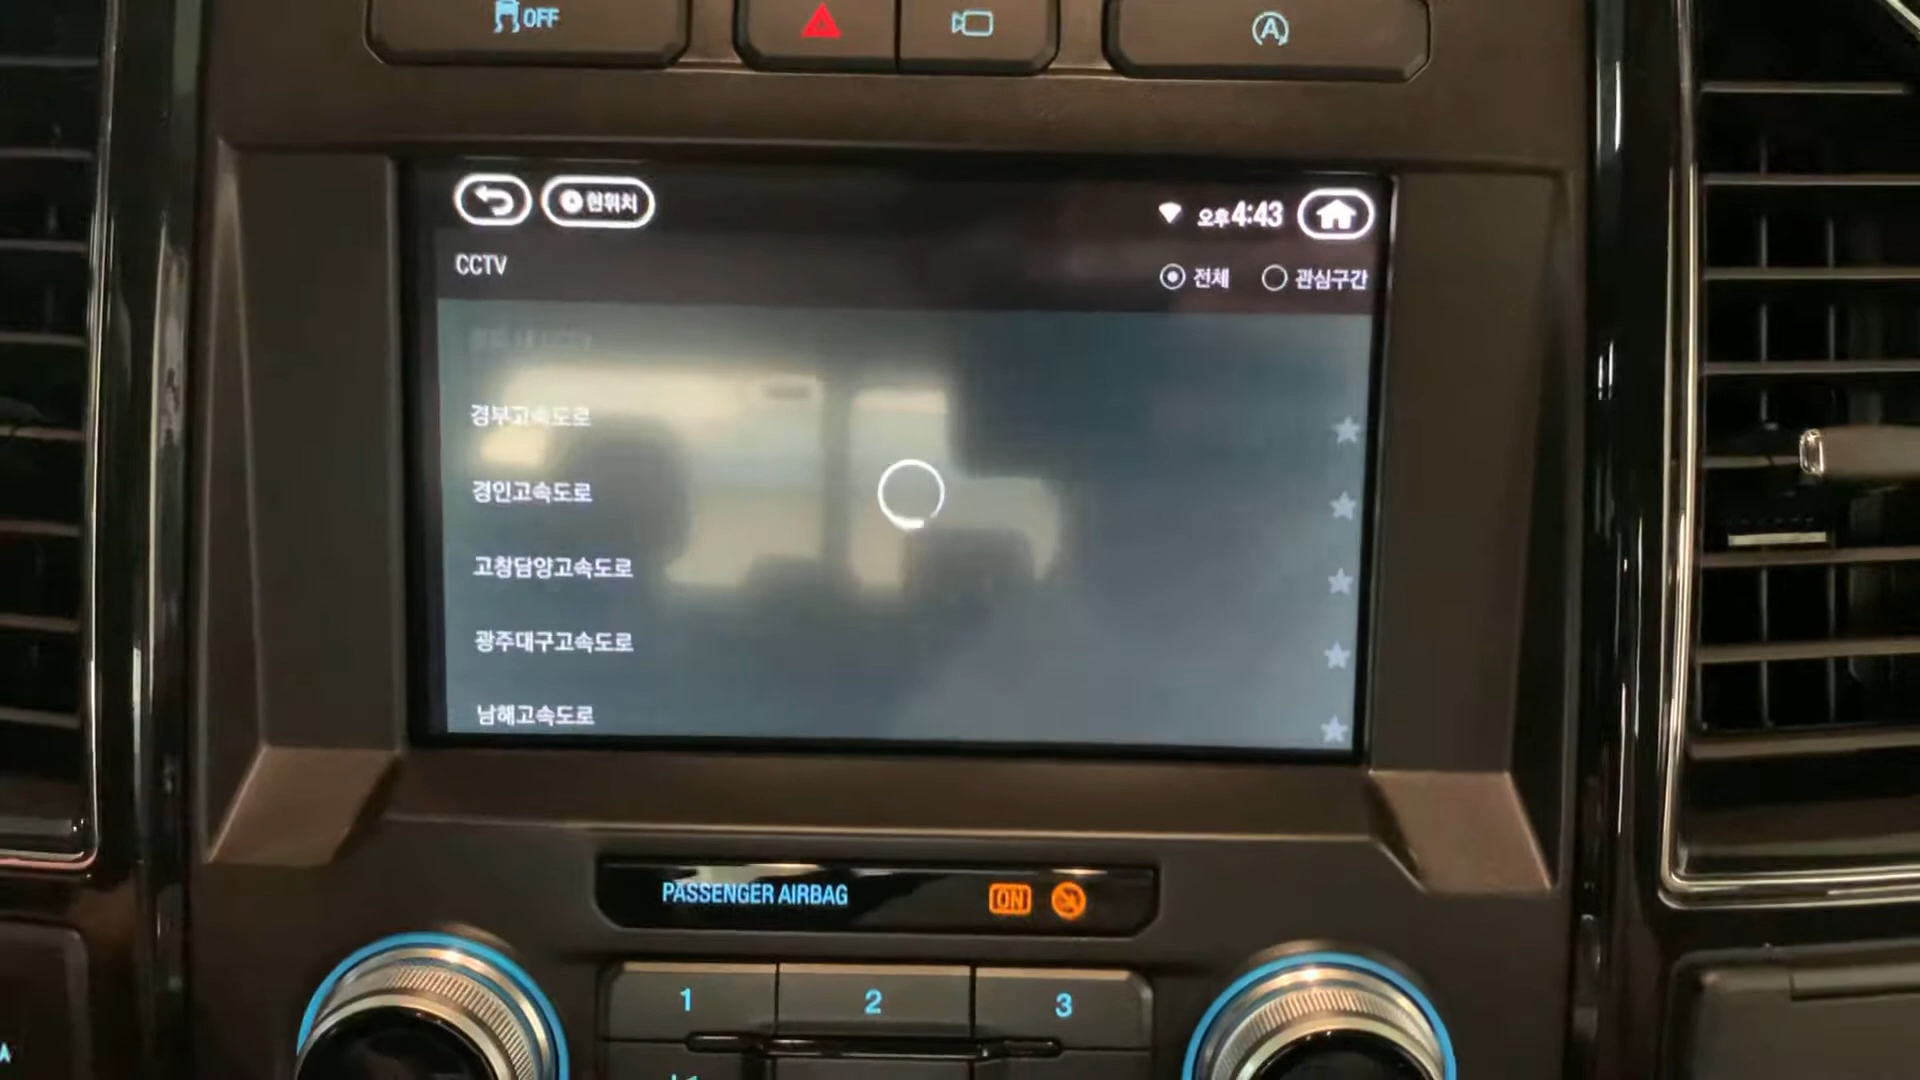 OFF
현위치
오후 4:43
CCTV
전체
관심구간
경부고속도로
경인고속도로
고창담양고속도로
광주대구고속도로
남해고속도로
PASSENGER AIRBAG
ON
1
2
3